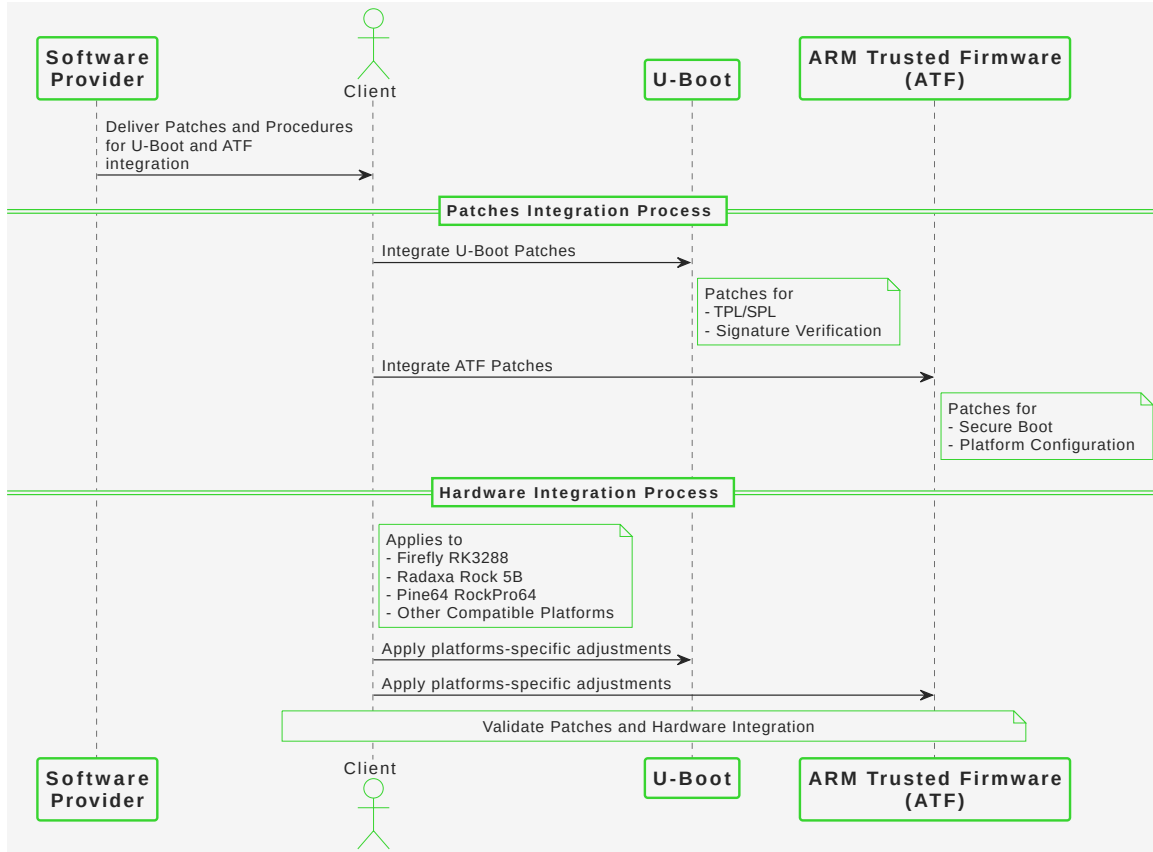 Software
Provider
Client
U-Boot
ARM Trusted Firmware
(ATF)
Deliver Patches and Procedures
for U-Boot and ATF
integration
Patches Integration Process
Integrate U-Boot Patches
Patches for
- TPL/SPL
- Signature Verification
Integrate ATF Patches
Patches for
- Secure Boot
- Platform Configuration
Hardware Integration Process
Applies to
- Firefly RK3288
- Radaxa Rock 5B
- Pine64 RockPro64
- Other Compatible Platforms
Apply platforms-specific adjustments
Apply platforms-specific adjustments
Validate Patches and Hardware Integration
Software
Provider
Client
U-Boot
ARM Trusted Firmware
(ATF)